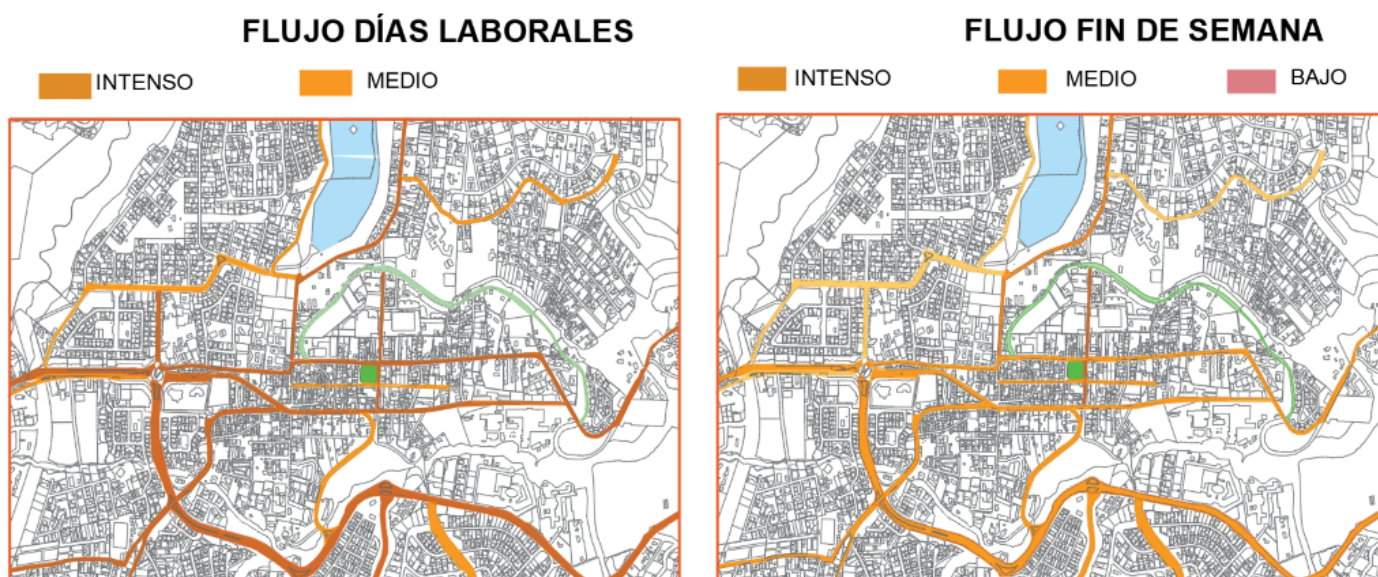 FLUJO DÍAS LABORALES
INTENSO
MEDIO
FLUJO FIN DE SEMANA
INTENSO
MEDIO
BAJO